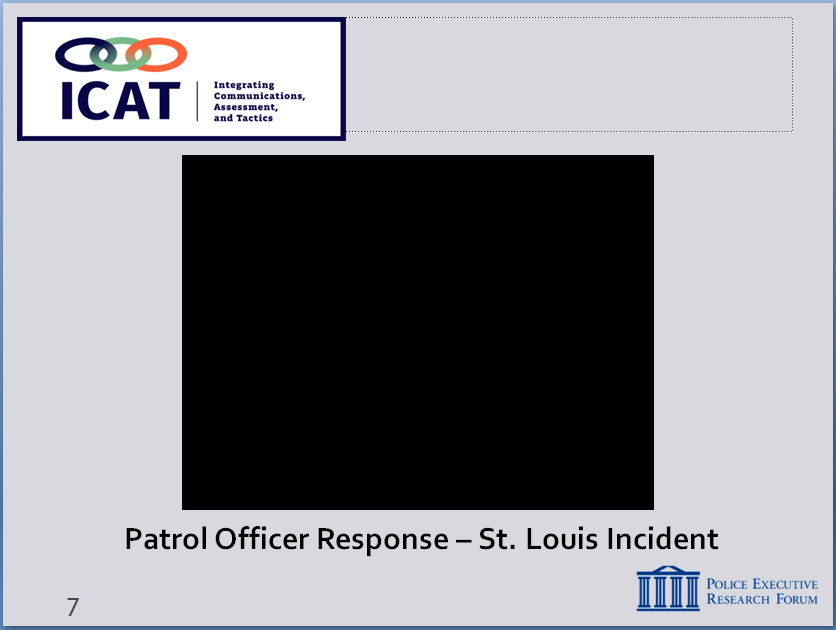 ICAT
Integrating
Communications,
Assessment,
and Tactics
Patrol Officer Response – St. Louis Incident
7
POLICE EXECUTIVE
RESEARCH FORUM